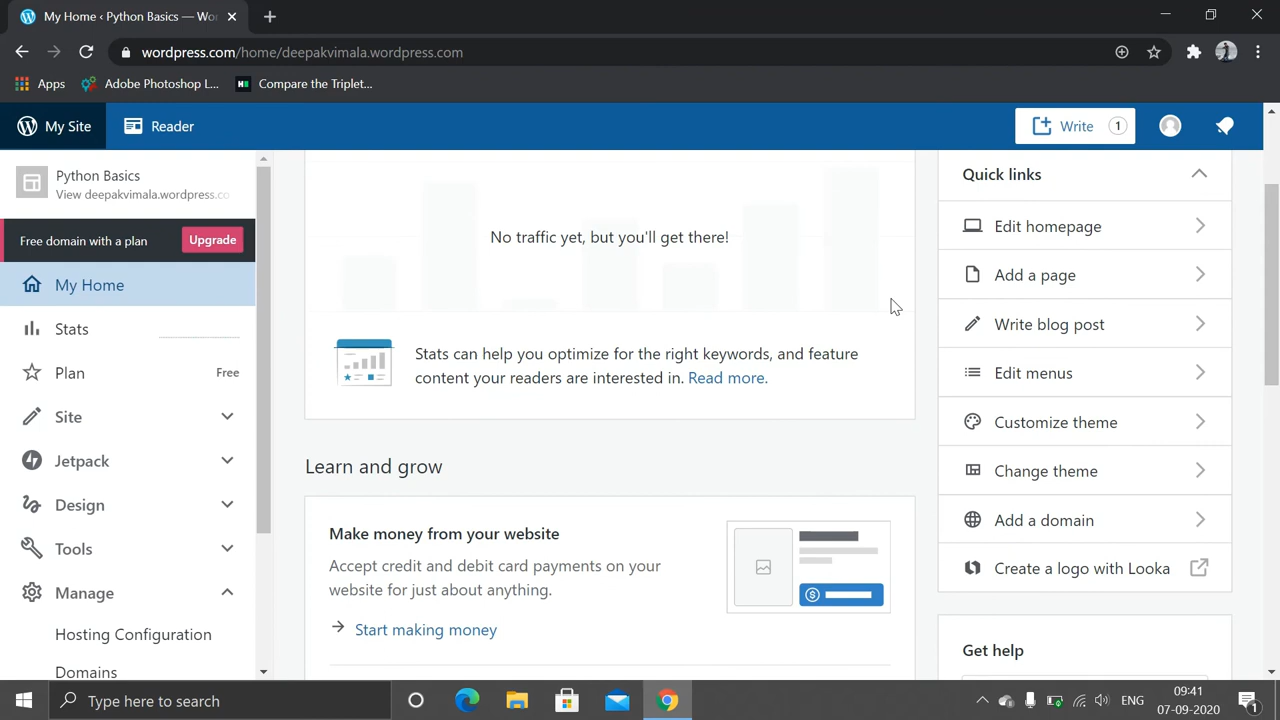 My Home ‹ Python Basics — Wor
wordpress.com/home/deepakvimala.wordpress.com
Apps
Adobe Photoshop L...
Compare the Triplet...
My Site
Reader
Write 1
Python Basics
View deepakvimala.wordpress.co
Free domain with a plan
Upgrade
My Home
Stats
Plan
Free
Site
Jetpack
Design
Tools
Manage
Hosting Configuration
Domains
No traffic yet, but you'll get there!
Stats can help you optimize for the right keywords, and feature
content your readers are interested in. Read more.
Learn and grow
Make money from your website
Accept credit and debit card payments on your
website for just about anything.
Start making money
Quick links
Edit homepage
Add a page
Write blog post
Edit menus
Customize theme
Change theme
Add a domain
Create a logo with Looka
Get help
Type here to search
ENG
09:41
07-09-2020
1